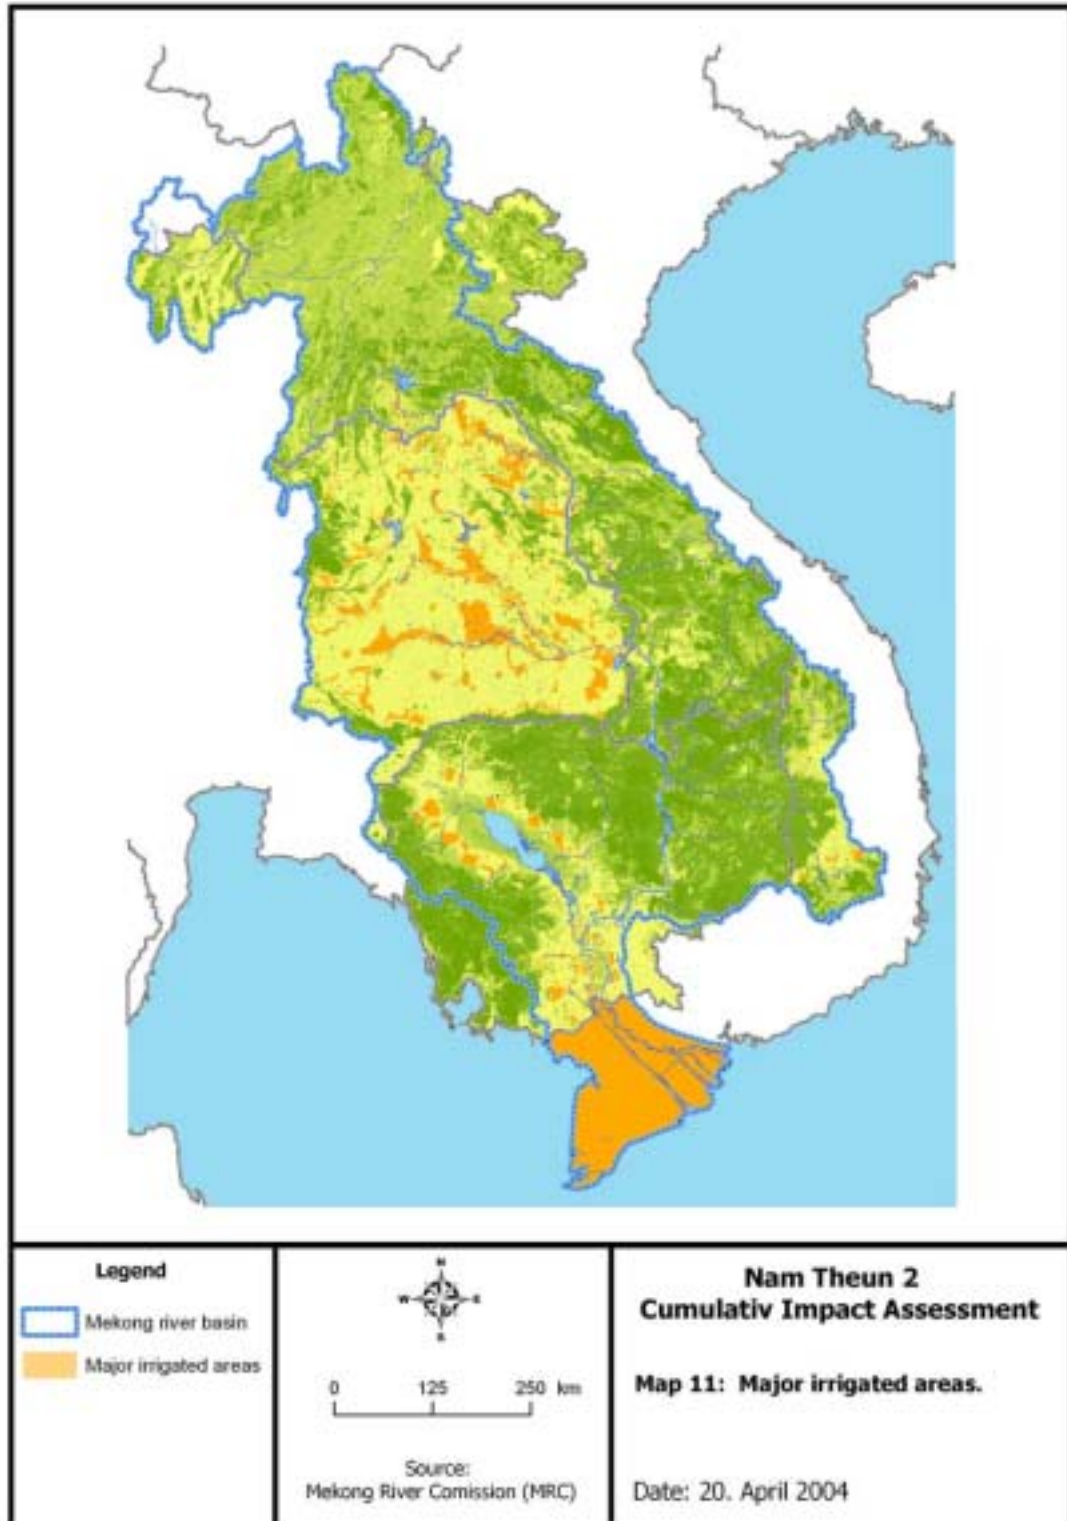 Legend
Mekong river basin
Major irrigated areas
N
W E
S
0 125 250 km
Source:
Mekong River Comission (MRC)
Nam Theun 2
Cumulativ Impact Assessment
Map 11: Major irrigated areas.
Date: 20. April 2004